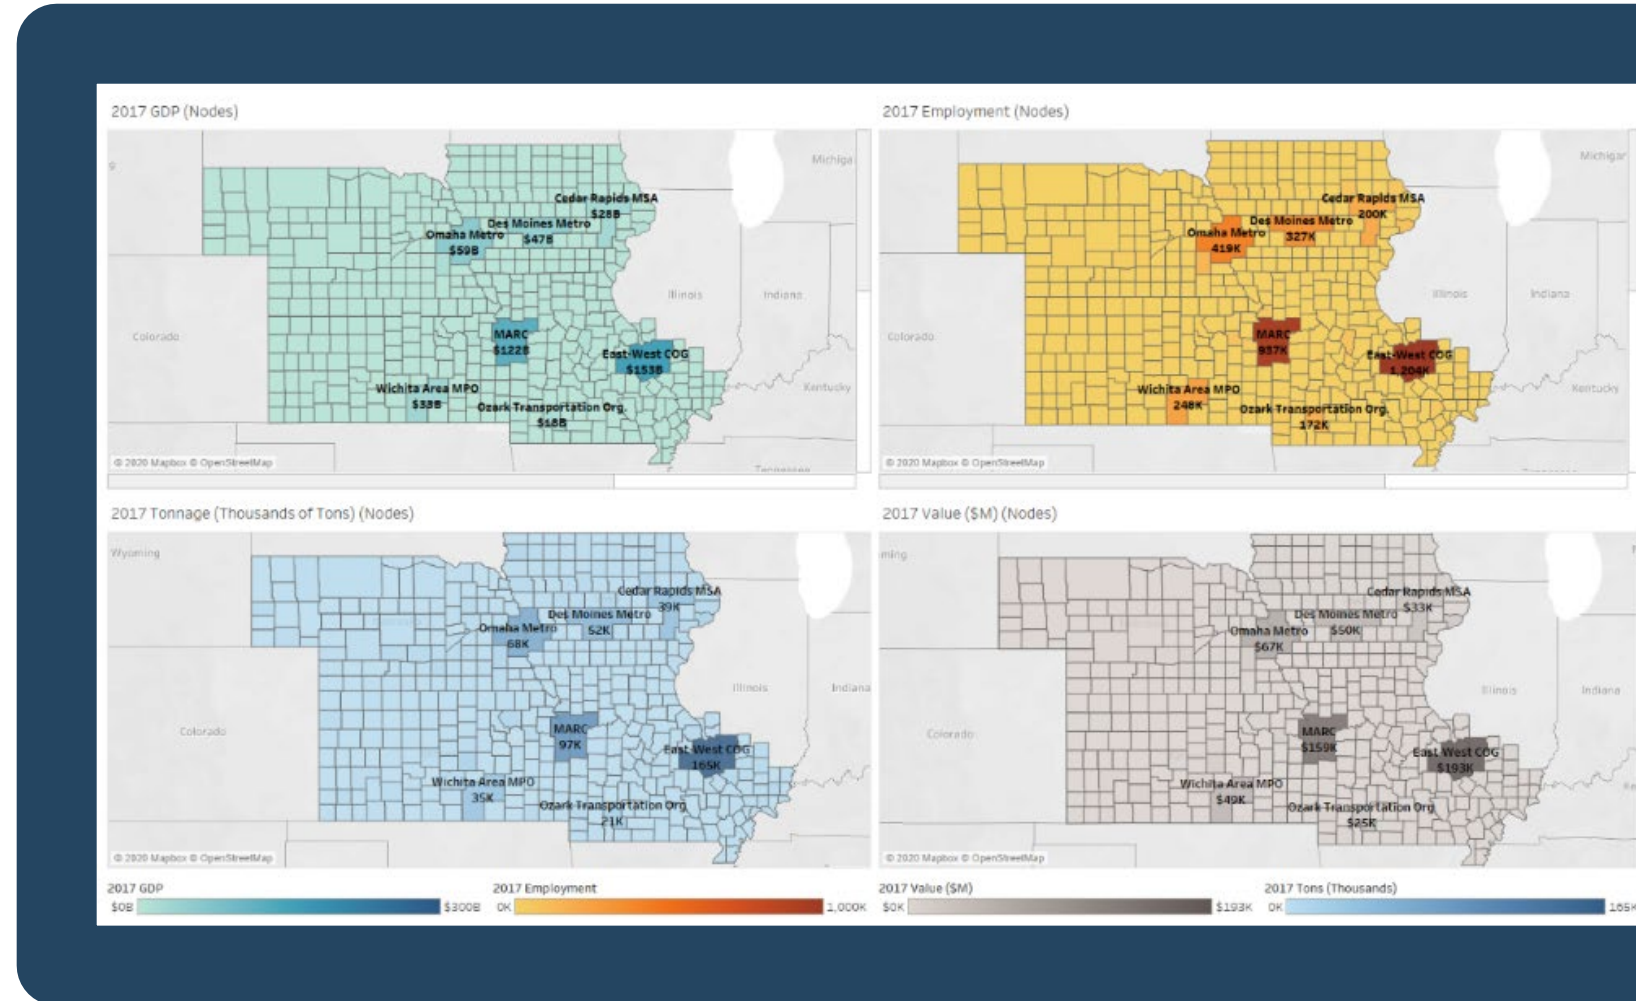 2017 GDP (Nodes)
Michiga
Cedar Rapids MSA
$28B
Des Moines Metro
$47B
Omaha Metro
$59B
Illinois
Indiana
MARC
$122B
Colorado
East-West COG
$153B
Wichita Area MPO
$33B
Kentucky
Ozark Transportation Org.
$18B
© 2020 Mapbox © OpenStreetMap
2017 Employment (Nodes)
Michigan
Cedar Rapids MSA
200K
Des Moines Metro
327K
Omaha Metro
419K
Illinois
Indiana
MARC
937K
Colorado
East-West COG
1,204K
Wichita Area MPO
248K
Kentucky
Ozark Transportation Org.
172K
© 2020 Mapbox © OpenStreetMap
2017 Tonnage (Thousands of Tons) (Nodes)
Wyoming
Cedar Rapids MSA
39K
Des Moines Metro
52K
Omaha Metro
68K
Illinois
Indiana
MARC
97K
Colorado
East-West COG
165K
Wichita Area MPO
35K
Ozark Transportation Org.
21K
© 2020 Mapbox © OpenStreetMap
2017 Value ($M) (Nodes)
ming
Cedar Rapids MSA
$33K
Des Moines Metro
$50K
Omaha Metro
$67K
Illinois
Indiana
MARC
$159K
Colorado
East-West COG
$193K
Wichita Area MPO
$49K
Ozark Transportation Org.
$25K
© 2020 Mapbox © OpenStreetMap
2017 GDP
$0B $300B
2017 Employment
0K 1,000K
2017 Value ($M)
$0K $193K
2017 Tons (Thousands)
0K 165K